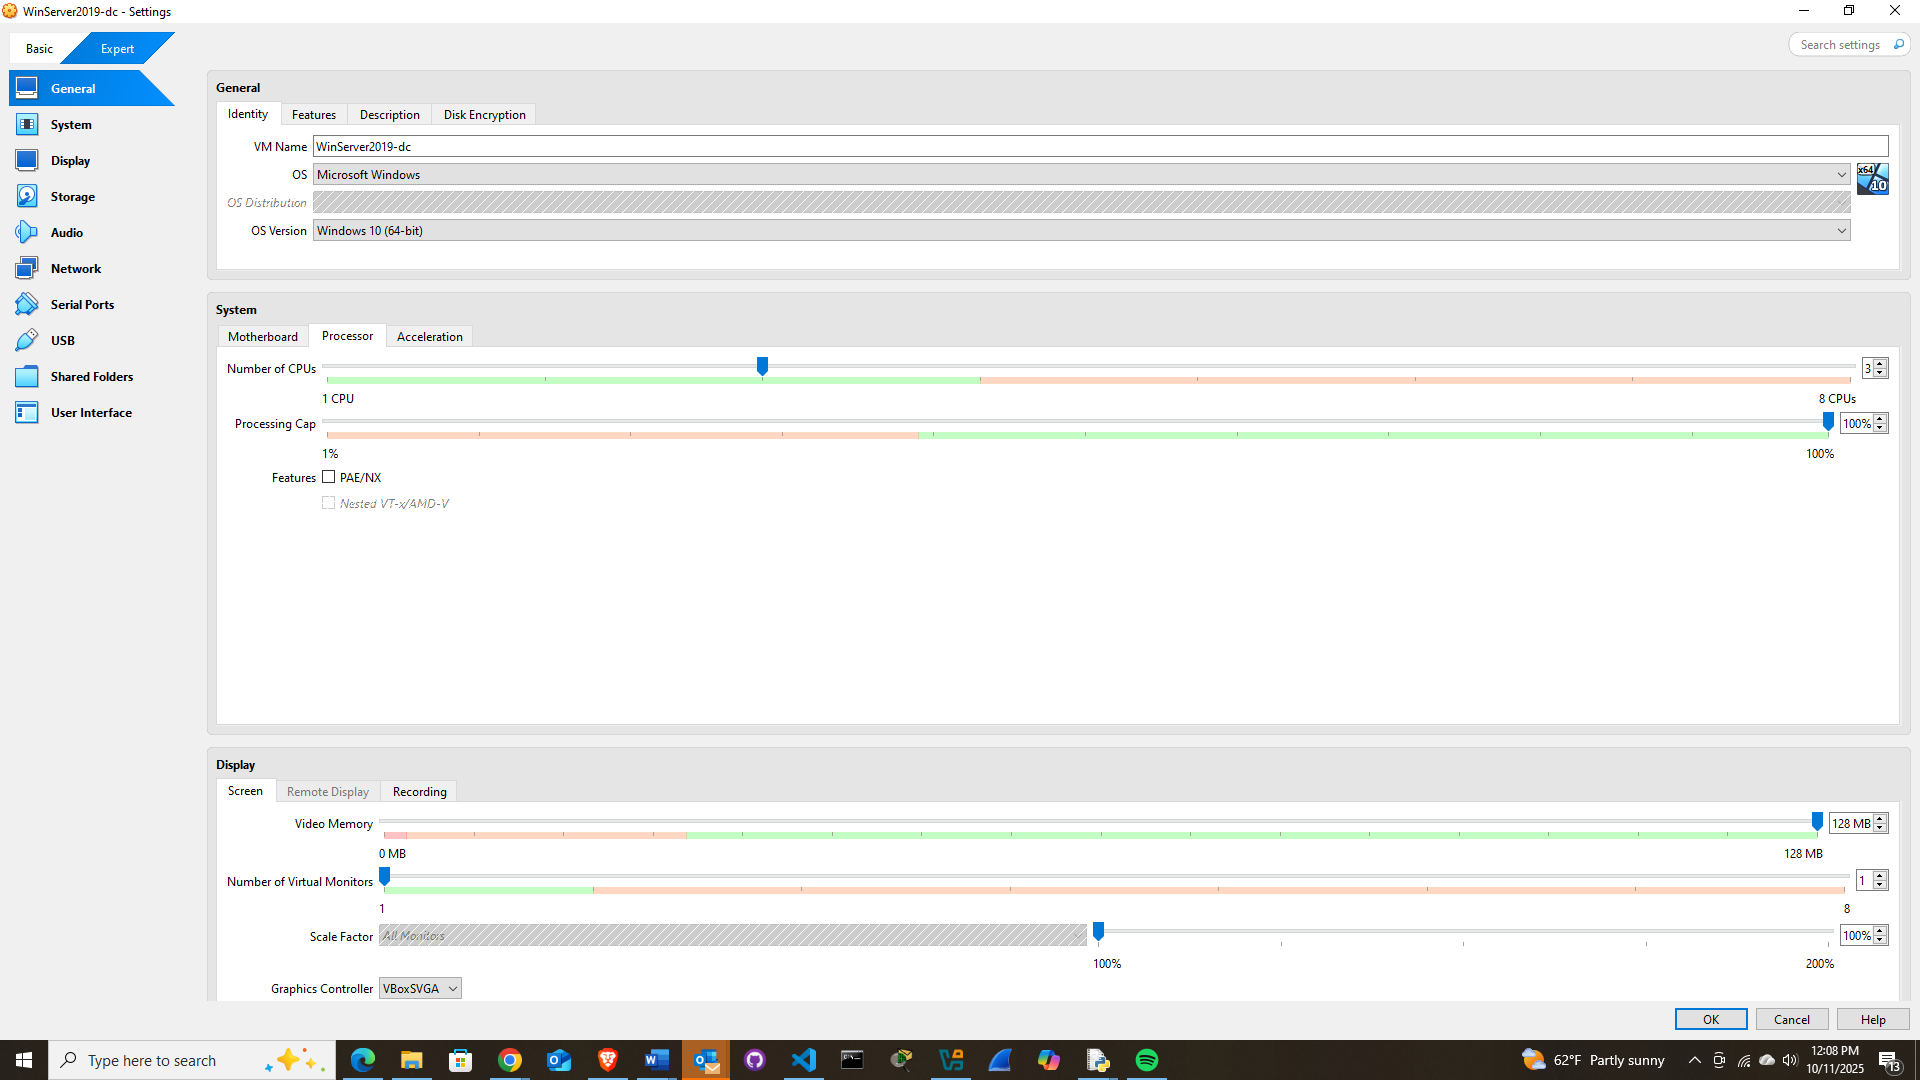 WinServer2019-dc - Settings
Basic
Expert
Search settings
General
System
Display
Storage
Audio
Network
Serial Ports
USB
Shared Folders
User Interface
General
Identity
Features
Description
Disk Encryption
VM Name
WinServer2019-dc
OS
Microsoft Windows
x64
10
OS Distribution
OS Version
Windows 10 (64-bit)
System
Motherboard
Processor
Acceleration
Number of CPUs
3
1 CPU
8 CPUs
Processing Cap
100%
1%
100%
Features
PAE/NX
Nested VT-x/AMD-V
Display
Screen
Remote Display
Recording
Video Memory
128 MB
0 MB
128 MB
Number of Virtual Monitors
1
1
8
Scale Factor
All Monitors
100%
100%
200%
Graphics Controller
VBoxSVGA
OK
Cancel
Help
Type here to search
62°F Partly sunny
12:08 PM
10/11/2025
13